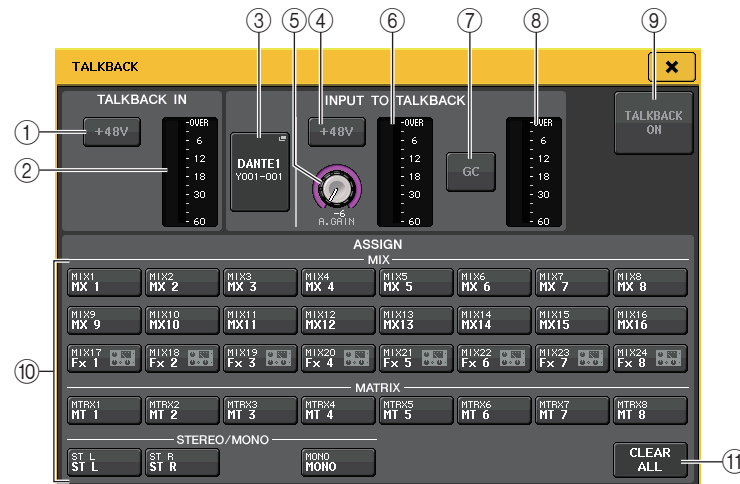 ③ ⑤ ④ ⑥ ⑦ ⑧ ⑨
TALKBACK
TALKBACK IN
INPUT TO TALKBACK
TALKBACK
ON
①
+48V
②
OVER
6
12
18
30
60
DANTE1
Y001-001
+48V
-6
A.GAIN
OVER
6
12
18
30
60
GC
OVER
6
12
18
30
60
ASSIGN
MIX
⑩
MIX1 MIX2 MIX3 MIX4 MIX5 MIX6 MIX7 MIX8
MX 1 MX 2 MX 3 MX 4 MX 5 MX 6 MX 7 MX 8
MIX9 MIX10 MIX11 MIX12 MIX13 MIX14 MIX15 MIX16
MX 9 MX10 MX11 MX12 MX13 MX14 MX15 MX16
MIX17 MIX18 MIX19 MIX20 MIX21 MIX22 MIX23 MIX24
Fx 1 Fx 2 Fx 3 Fx 4 Fx 5 Fx 6 Fx 7 Fx 8
MATRIX
MTRX1 MTRX2 MTRX3 MTRX4 MTRX5 MTRX6 MTRX7 MTRX8
MT 1 MT 2 MT 3 MT 4 MT 5 MT 6 MT 7 MT 8
STEREO/MONO
ST L ST R MONO
ST L ST R MONO
CLEAR
ALL
⑪